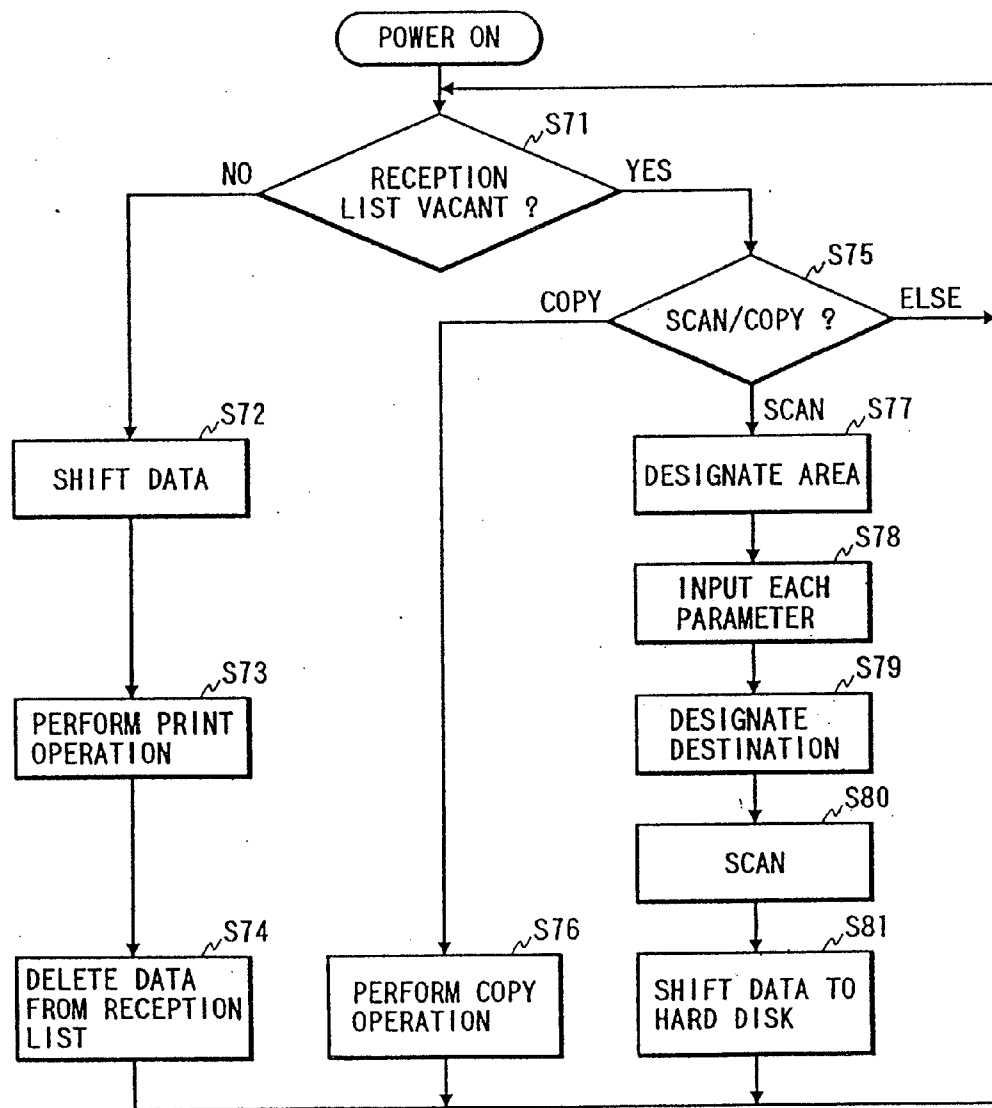 POWER ON
S71
NO
RECEPTION
LIST VACANT ?
YES
S75
COPY
SCAN/COPY ?
ELSE
SCAN
S72
SHIFT DATA
S77
DESIGNATE AREA
S78
INPUT EACH
PARAMETER
S73
PERFORM PRINT
OPERATION
S79
DESIGNATE
DESTINATION
S80
SCAN
S74
DELETE DATA
FROM RECEPTION
LIST
S76
PERFORM COPY
OPERATION
S81
SHIFT DATA TO
HARD DISK